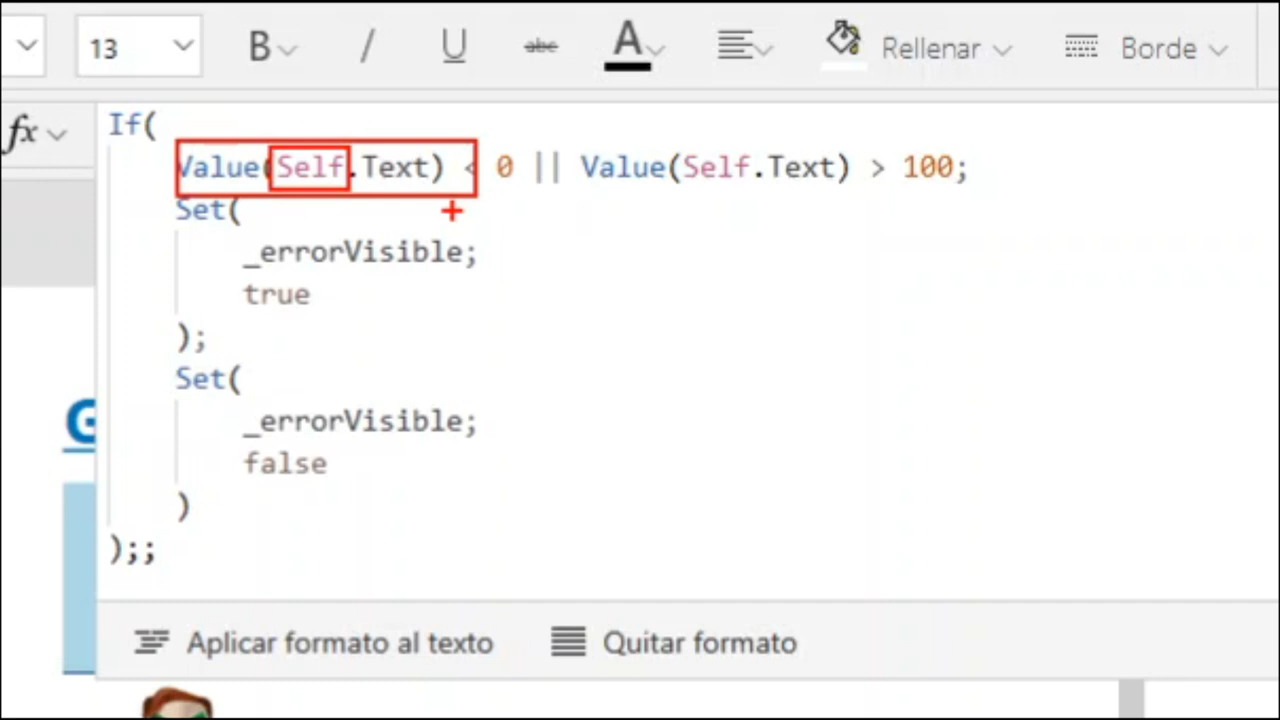 13 B / U abc A Rellenar Borde
fx
If(
Value(Self.Text) < 0 || Value(Self.Text) > 100;
Set(
_errorVisible;
true
);
Set(
_errorVisible;
false
)
);;
G
Aplicar formato al texto Quitar formato